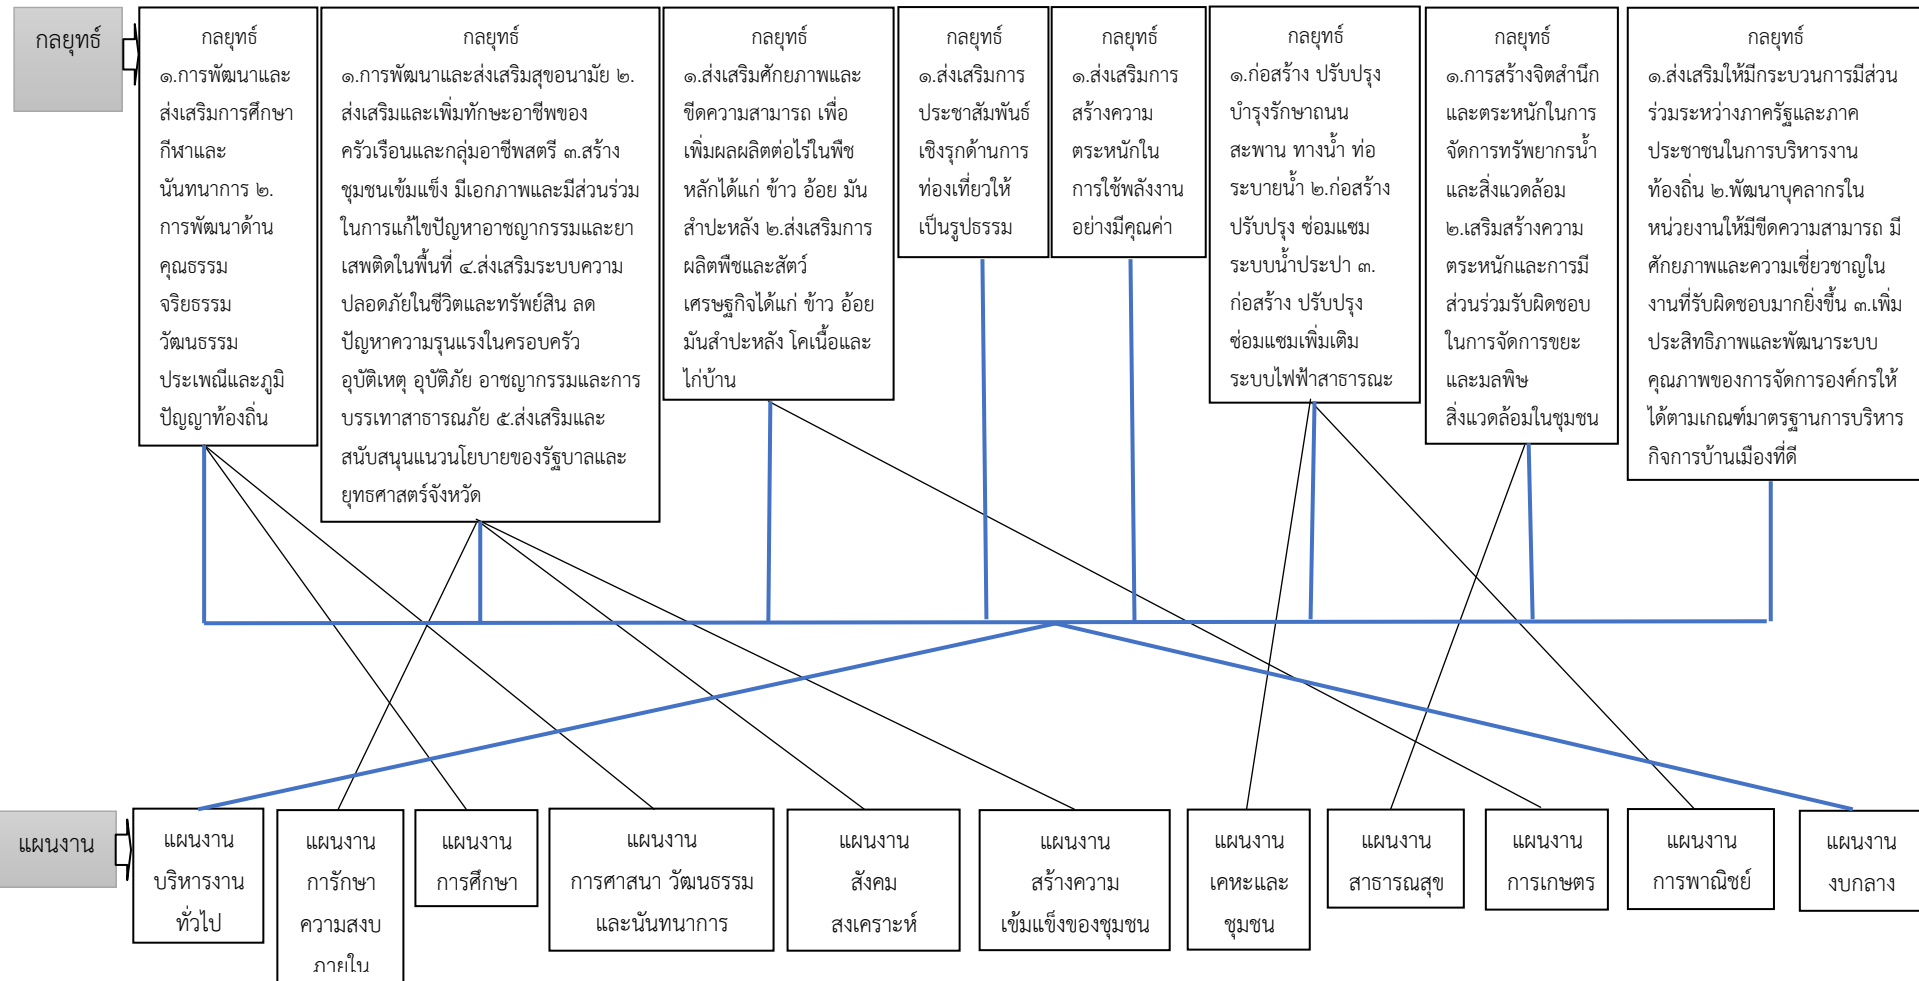 กลยุทธ์
กลยุทธ์
๑.การพัฒนาและ
ส่งเสริมการศึกษา
กีฬาและ
นันทนาการ ๒.
การพัฒนาด้าน
คุณธรรม
จริยธรรม
วัฒนธรรม
ประเพณีและภูมิ
ปัญญาท้องถิ่น
กลยุทธ์
๑.การพัฒนาและส่งเสริมสุขอนามัย ๒.
ส่งเสริมและเพิ่มทักษะอาชีพของ
ครัวเรือนและกลุ่มอาชีพสตรี ๓.สร้าง
ชุมชนเข้มแข็ง มีเอกภาพและมีส่วนร่วม
ในการแก้ไขปัญหาอาชญากรรมและยา
เสพติดในพื้นที่ ๔.ส่งเสริมระบบความ
ปลอดภัยในชีวิตและทรัพย์สิน ลด
ปัญหาความรุนแรงในครอบครัว
อุบัติเหตุ อุบัติภัย อาชญากรรมและการ
บรรเทาสาธารณภัย ๕.ส่งเสริมและ
สนับสนุนแนวนโยบายของรัฐบาลและ
ยุทธศาสตร์จังหวัด
กลยุทธ์
๑.ส่งเสริมศักยภาพและ
ขีดความสามารถ เพื่อ
เพิ่มผลผลิตต่อไร่ในพืช
หลักได้แก่ ข้าว อ้อย มัน
สำปะหลัง ๒.ส่งเสริมการ
ผลิตพืชและสัตว์
เศรษฐกิจได้แก่ ข้าว อ้อย
มันสำปะหลัง โคเนื้อและ
ไก่บ้าน
กลยุทธ์
๑.ส่งเสริมการ
ประชาสัมพันธ์
เชิงรุกด้านการ
ท่องเที่ยวให้
เป็นรูปธรรม
กลยุทธ์
๑.ส่งเสริมการ
สร้างความ
ตระหนักใน
การใช้พลังงาน
อย่างมีคุณค่า
กลยุทธ์
๑.ก่อสร้าง ปรับปรุง
บำรุงรักษาถนน
สะพาน ทางน้ำ ท่อ
ระบายน้ำ ๒.ก่อสร้าง
ปรับปรุง ซ่อมแซม
ระบบน้ำประปา ๓.
ก่อสร้าง ปรับปรุง
ซ่อมแซมเพิ่มเติม
ระบบไฟฟ้าสาธารณะ
กลยุทธ์
๑.การสร้างจิตสำนึก
และตระหนักในการ
จัดการทรัพยากรน้ำ
และสิ่งแวดล้อม
๒.เสริมสร้างความ
ตระหนักและการมี
ส่วนร่วมรับผิดชอบ
ในการจัดการขยะ
และมลพิษ
สิ่งแวดล้อมในชุมชน
กลยุทธ์
๑.ส่งเสริมให้มีกระบวนการมีส่วน
ร่วมระหว่างภาครัฐและภาค
ประชาชนในการบริหารงาน
ท้องถิ่น ๒.พัฒนาบุคลากรใน
หน่วยงานให้มีขีดความสามารถ มี
ศักยภาพและความเชี่ยวชาญใน
งานที่รับผิดชอบมากยิ่งขึ้น ๓.เพิ่ม
ประสิทธิภาพและพัฒนาระบบ
คุณภาพของการจัดการองค์กรให้
ได้ตามเกณฑ์มาตรฐานการบริหาร
กิจการบ้านเมืองที่ดี
แผนงาน
แผนงาน
บริหารงาน
ทั่วไป
แผนงาน
การักษา
ความสงบ
ภายใน
แผนงาน
การศึกษา
แผนงาน
การศาสนา วัฒนธรรม
และนันทนาการ
แผนงาน
สังคม
สงเคราะห์
แผนงาน
สร้างความ
เข้มแข็งของชุมชน
แผนงาน
เคหะและ
ชุมชน
แผนงาน
สาธารณสุข
แผนงาน
การเกษตร
แผนงาน
การพาณิชย์
แผนงาน
งบกลาง